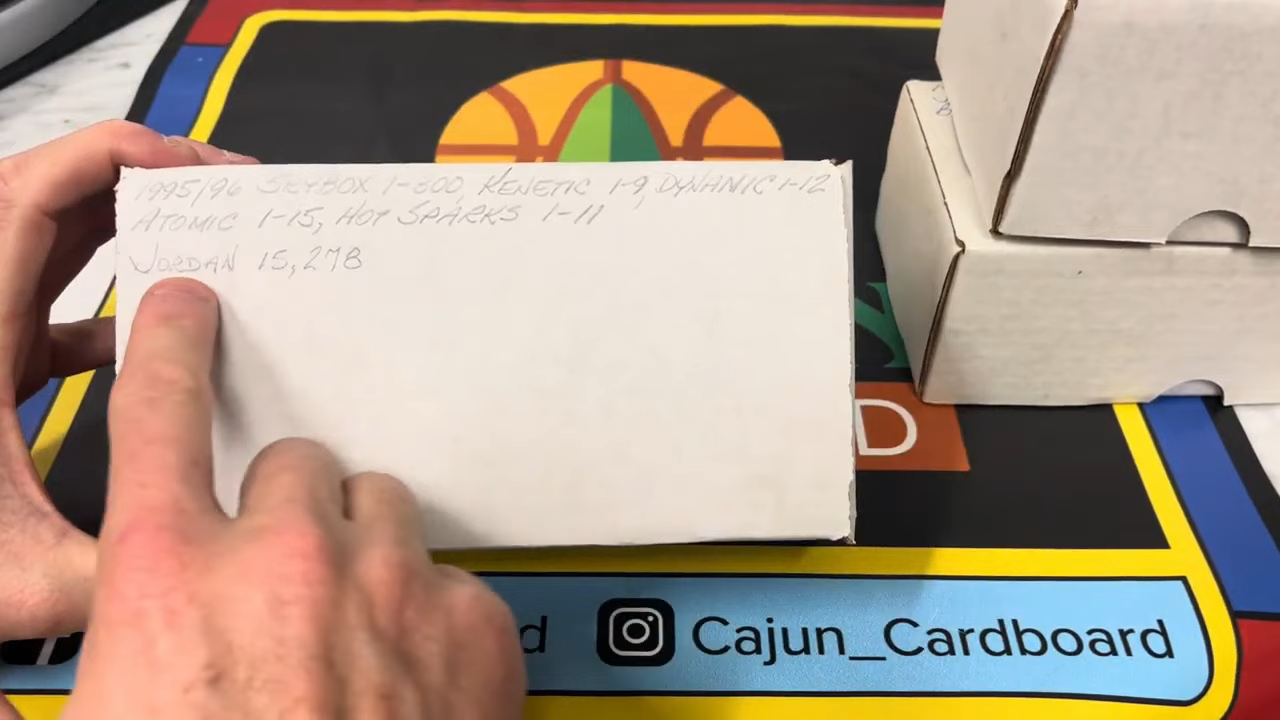 1995/96 SKYBOX 1-300, KENETIC 1-9, DYNAMIC 1-12
ATOMIC 1-15, HOT SPARKS 1-11
JORDAN 15, 278
D
d
Cajun_Cardboard